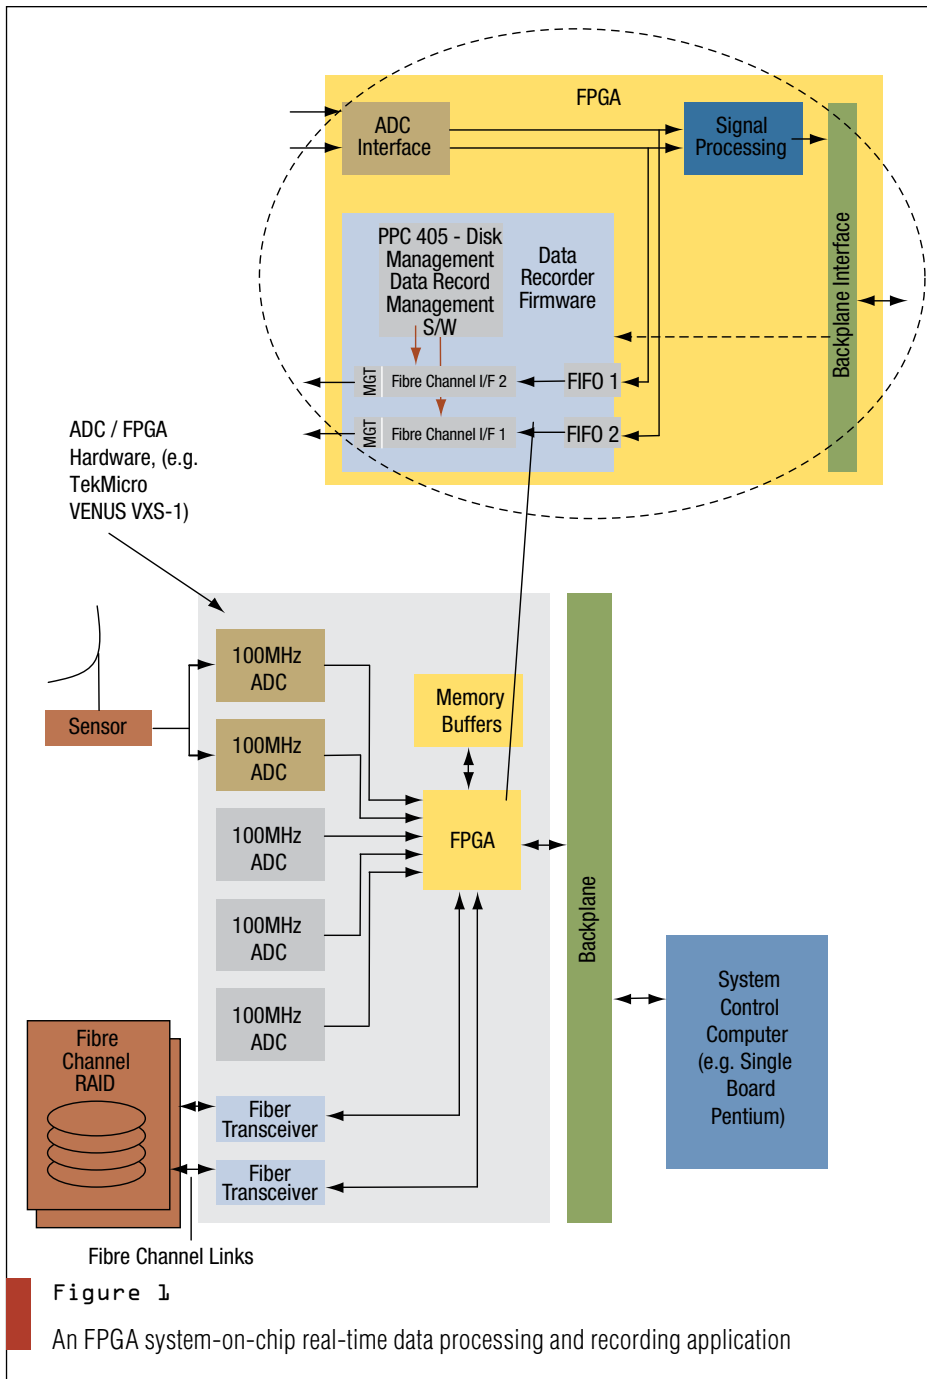 FPGA
ADC
Interface
Signal
Processing
PPC 405 - Disk
Management
Data Record
Management
S/W
Data
Recorder
Firmware
Backplane Interface
MGT
Fibre Channel I/F 2
FIFO 1
MGT
Fibre Channel I/F 1
FIFO 2
ADC / FPGA
Hardware, (e.g.
TekMicro
VENUS VXS-1)
100MHz
ADC
Sensor
100MHz
ADC
Memory
Buffers
100MHz
ADC
FPGA
100MHz
ADC
100MHz
ADC
Backplane
System
Control
Computer
(e.g. Single
Board
Pentium)
Fibre
Channel
RAID
Fiber
Transceiver
Fiber
Transceiver
Fibre Channel Links
Figure 1
An FPGA system-on-chip real-time data processing and recording application